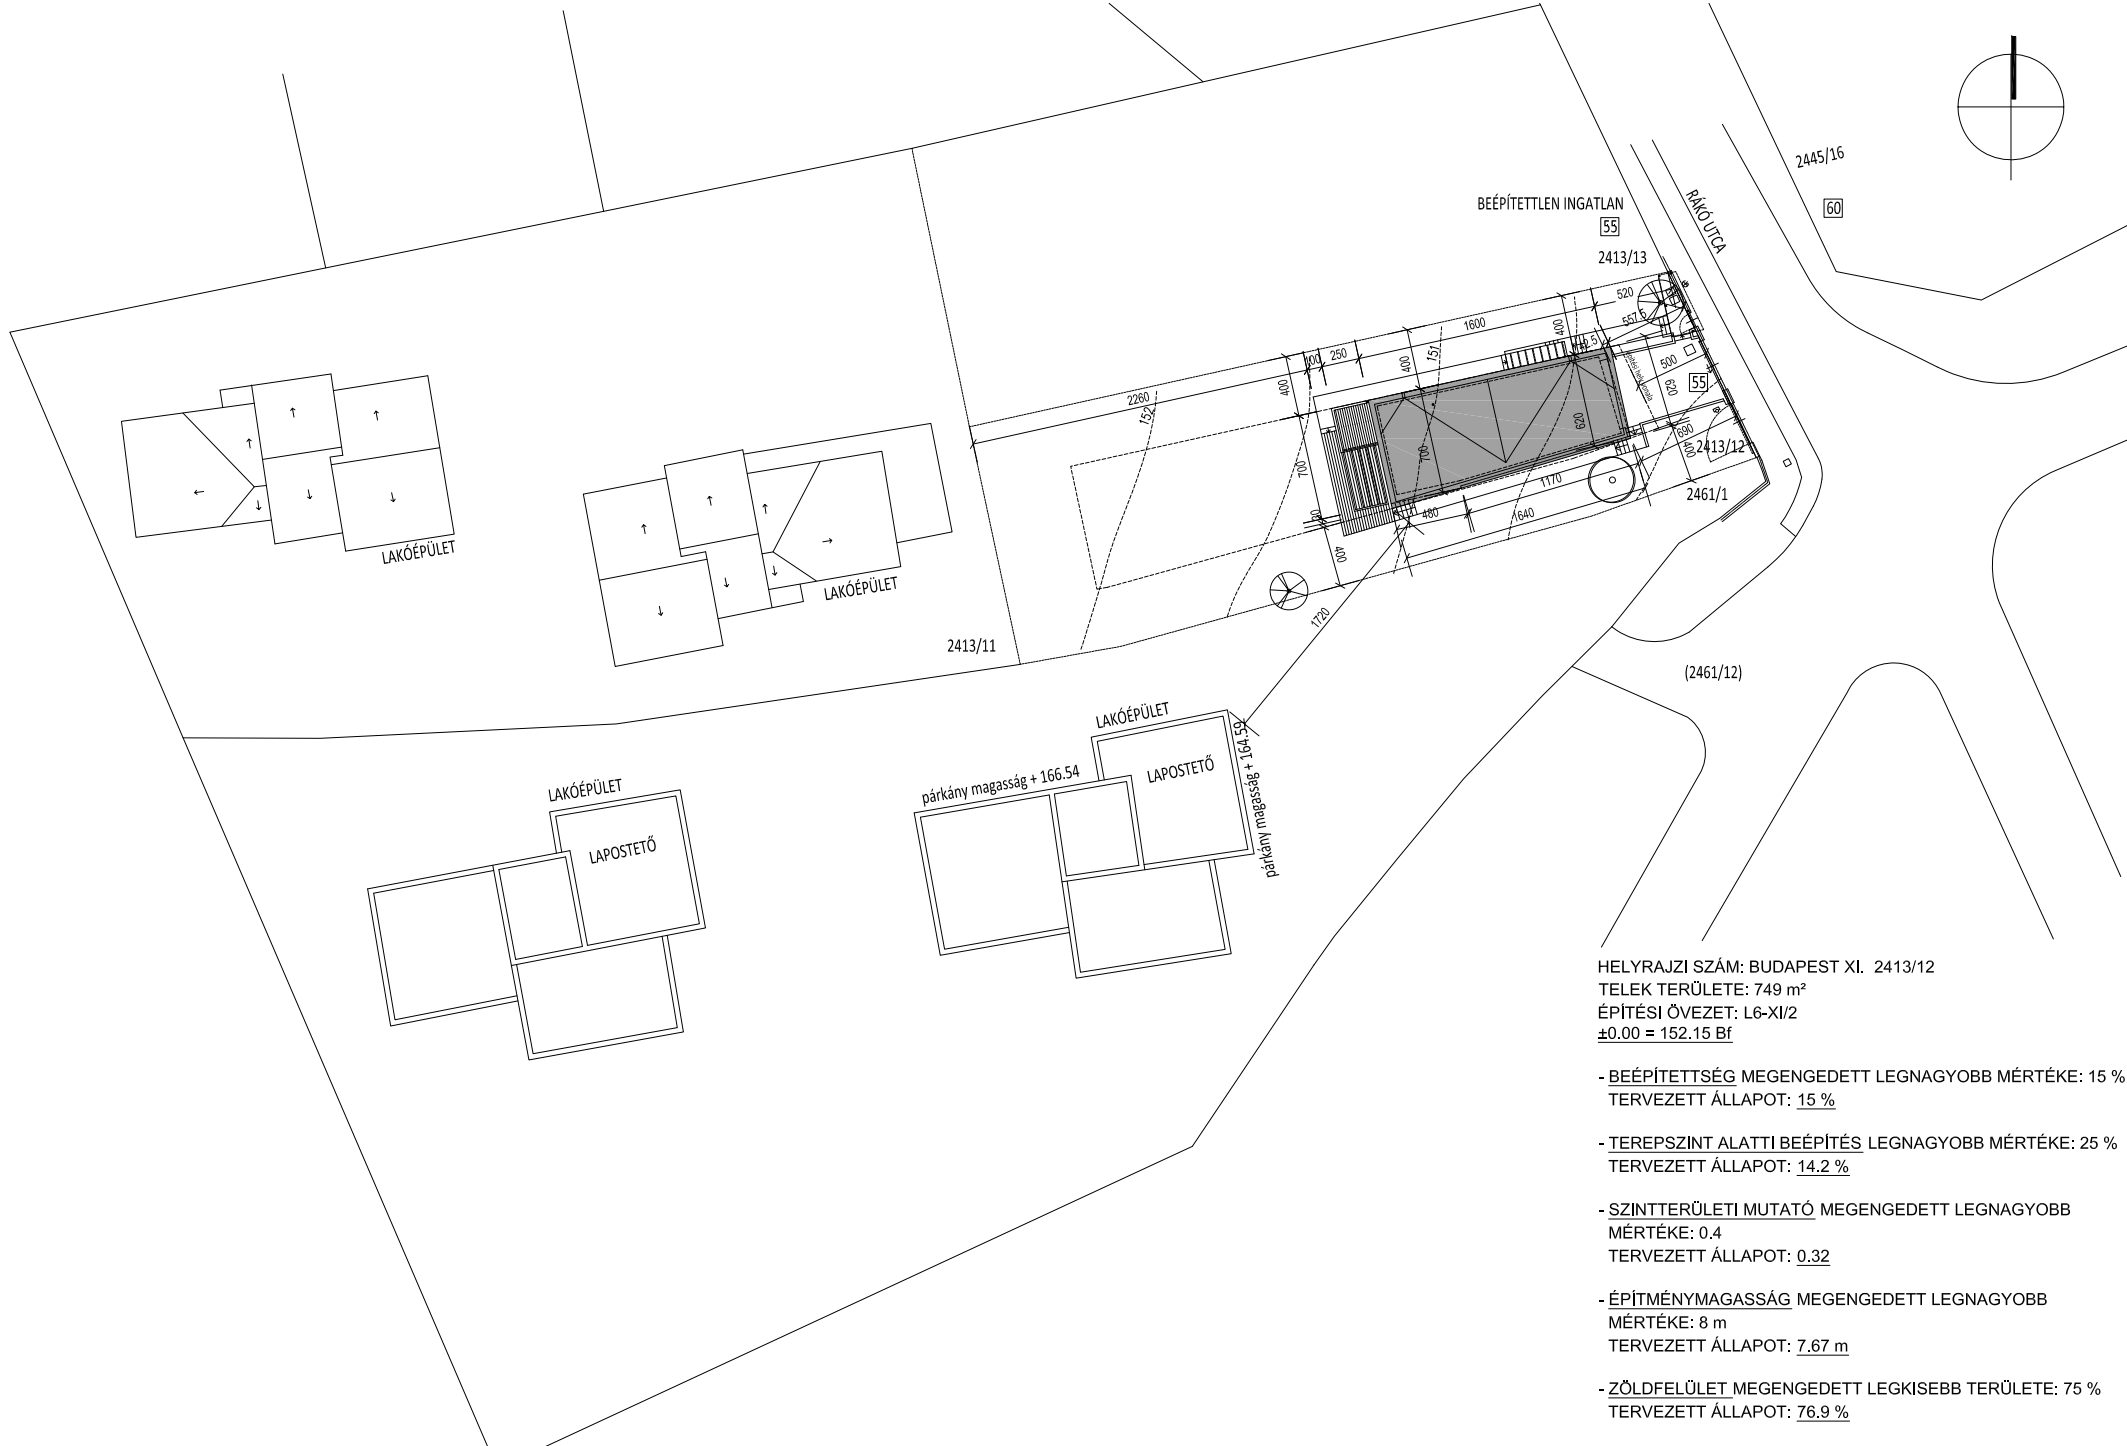 2445/16
60
RÁKÓ UTCA
BEÉPÍTETTLEN INGATLAN
55
2413/13
520
1600
400
557.5
100
250
400
151
500
55
620
400
2260
152
620
690
2413/12
400
700
700
1170
2461/1
480
1640
80
400
1720
LAKÓÉPÜLET
LAKÓÉPÜLET
2413/11
(2461/12)
LAKÓÉPÜLET
LAPOSTETŐ
párkány magasság + 164.59
párkány magasság + 166.54
LAKÓÉPÜLET
LAPOSTETŐ
HELYRAJZI SZÁM: BUDAPEST XI. 2413/12
TELEK TERÜLETE: 749 m²
ÉPÍTÉSI ÖVEZET: L6-XI/2
±0.00 = 152.15 Bf
- BEÉPÍTETTSÉG MEGENGEDETT LEGNAGYOBB MÉRTÉKE: 15 %
TERVEZETT ÁLLAPOT: 15 %
- TEREPSZINT ALATTI BEÉPÍTÉS LEGNAGYOBB MÉRTÉKE: 25 %
TERVEZETT ÁLLAPOT: 14.2 %
- SZINTTERÜLETI MUTATÓ MEGENGEDETT LEGNAGYOBB
MÉRTÉKE: 0.4
TERVEZETT ÁLLAPOT: 0.32
- ÉPÍTMÉNYMAGASSÁG MEGENGEDETT LEGNAGYOBB
MÉRTÉKE: 8 m
TERVEZETT ÁLLAPOT: 7.67 m
- ZÖLDFELÜLET MEGENGEDETT LEGKISEBB TERÜLETE: 75 %
TERVEZETT ÁLLAPOT: 76.9 %